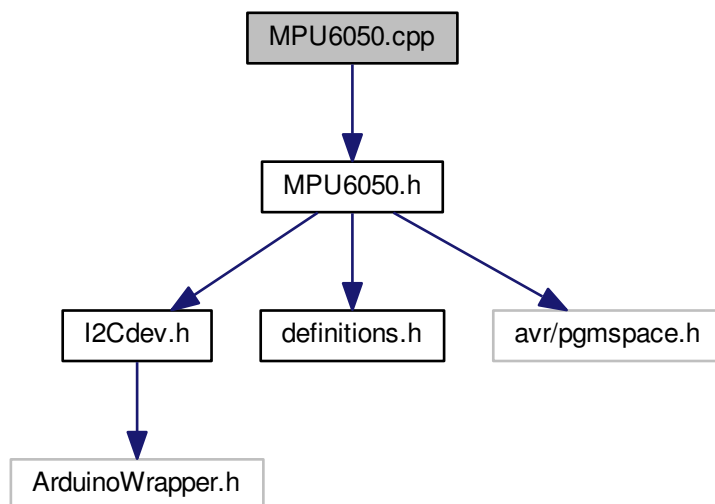 MPU6050.cpp
MPU6050.h
I2Cdev.h
definitions.h
avr/pgmspace.h
ArduinoWrapper.h